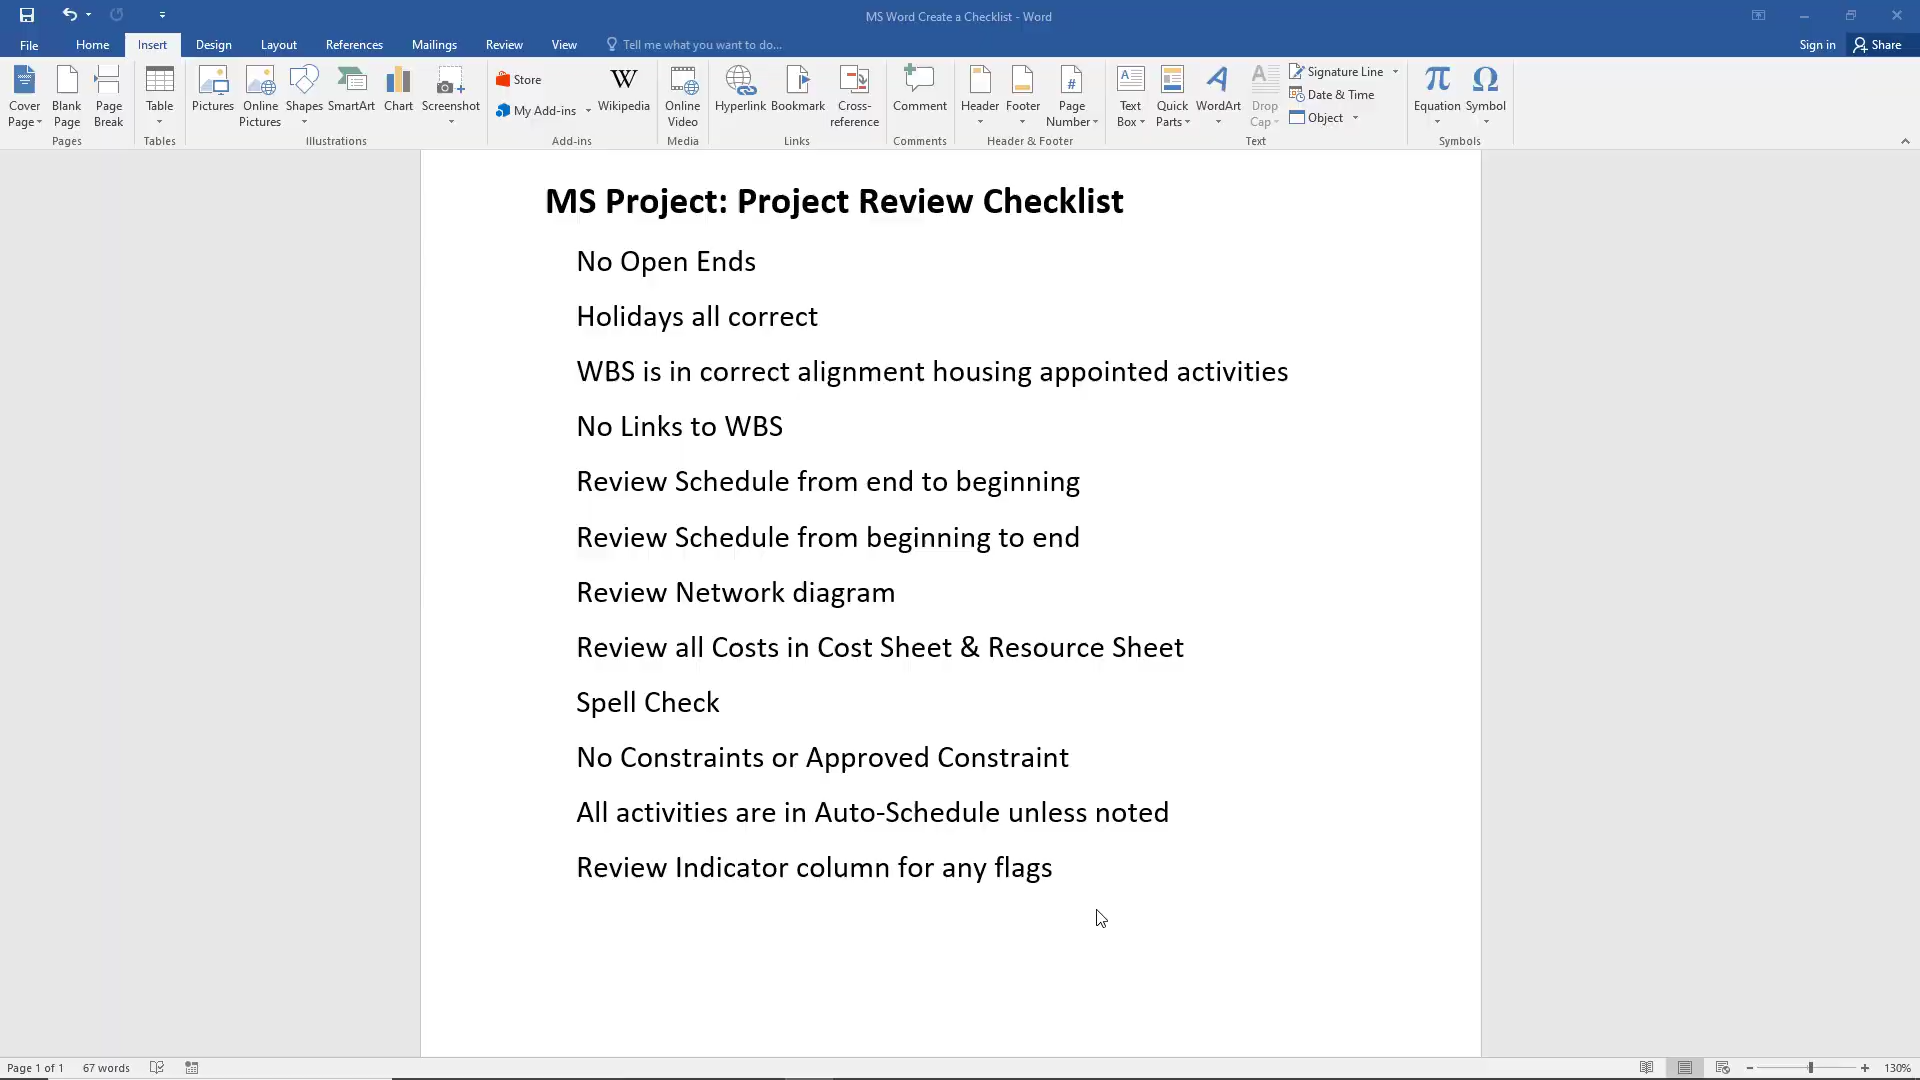 MS Word Create a Checklist - Word
File Home Insert Design Layout References Mailings Review View Tell me what you want to do... Sign in Share
Cover Page
Blank Page
Page Break
Table
Pictures
Online Pictures
Shapes
SmartArt
Chart
Screenshot
Store
My Add-ins
W
Wikipedia
Online Video
Hyperlink
Bookmark
Cross-reference
Comment
Header
Footer
#
Page Number
A
Text Box
Quick Parts
A
WordArt
A
Drop Cap
Signature Line
Date & Time
Object
π
Equation
Ω
Symbol
Pages Tables Illustrations Add-ins Media Links Comments Header & Footer Text Symbols
MS Project: Project Review Checklist
No Open Ends
Holidays all correct
WBS is in correct alignment housing appointed activities
No Links to WBS
Review Schedule from end to beginning
Review Schedule from beginning to end
Review Network diagram
Review all Costs in Cost Sheet & Resource Sheet
Spell Check
No Constraints or Approved Constraint
All activities are in Auto-Schedule unless noted
Review Indicator column for any flags
Page 1 of 1 67 words 130%